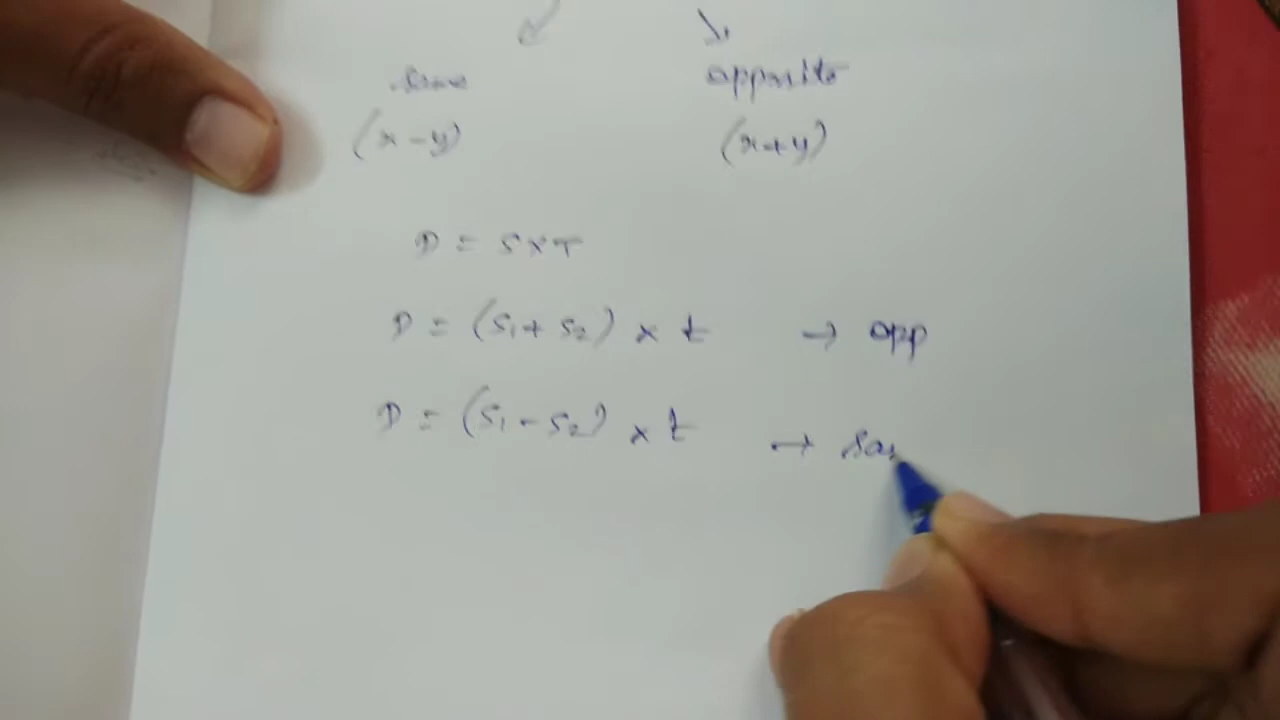 same opposite
(x-y) (x+y)
D = S×T
D = (S₁+ S₂) × t → opp
D = (S₁ - S₂) × t → Sa